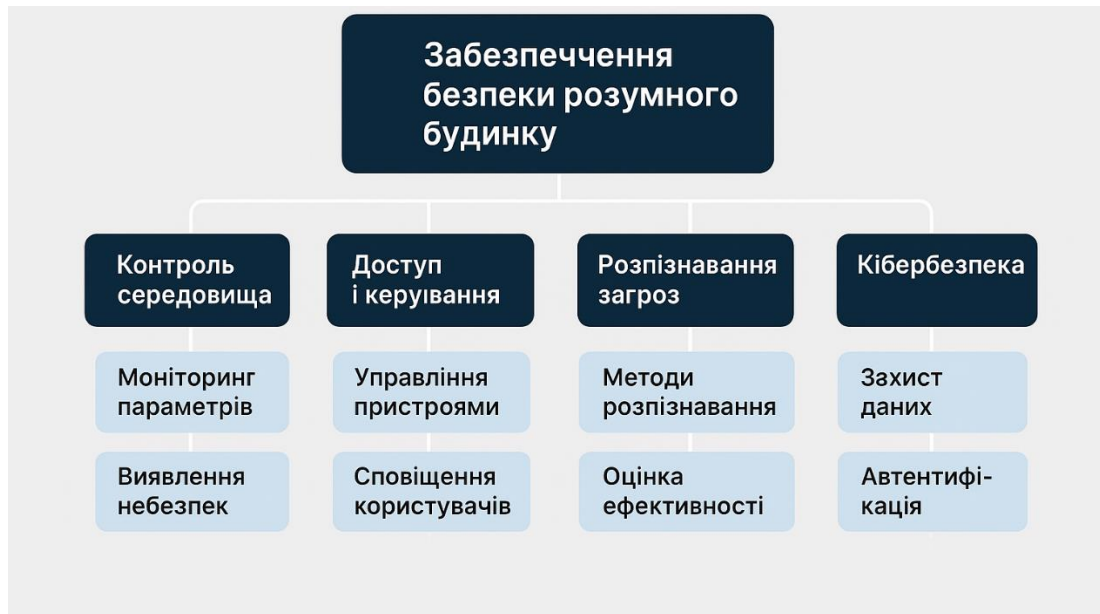 Забезпеччення
безпеки розумного
будинку
Контроль
середовища
Доступ
і керування
Розпізнавання
загроз
Кібербезпека
Моніторинг
параметрів
Управління
пристроями
Методи
розпізнавання
Захист
даних
Виявлення
небезпек
Сповіщення
користувачів
Оцінка
ефективності
Автентифі-
кація